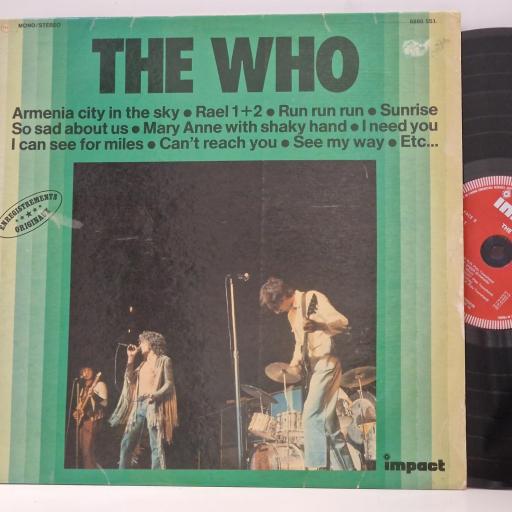 MONO/STEREO
6886 551
THE WHO
Armenia city in the sky • Rael 1+2 • Run run run • Sunrise
So sad about us • Mary Anne with shaky hand • I need you
I can see for miles • Can't reach you • See my way • Etc...
ENREGISTREMENTS
ORIGINAUX
impact
THE